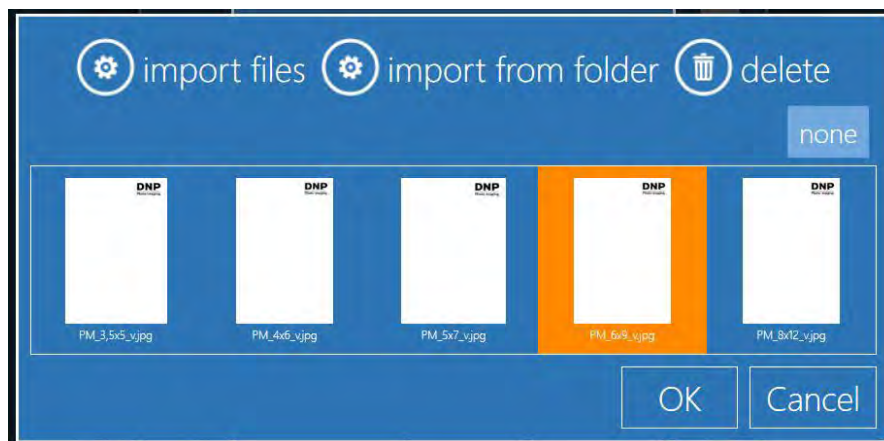 import files import from folder delete
none
DNP DNP DNP DNP DNP
PM_3,5x5_v.jpg PM_4x6_v.jpg PM_5x7_v.jpg PM_6x9_v.jpg PM_8x12_v.jpg
OK Cancel